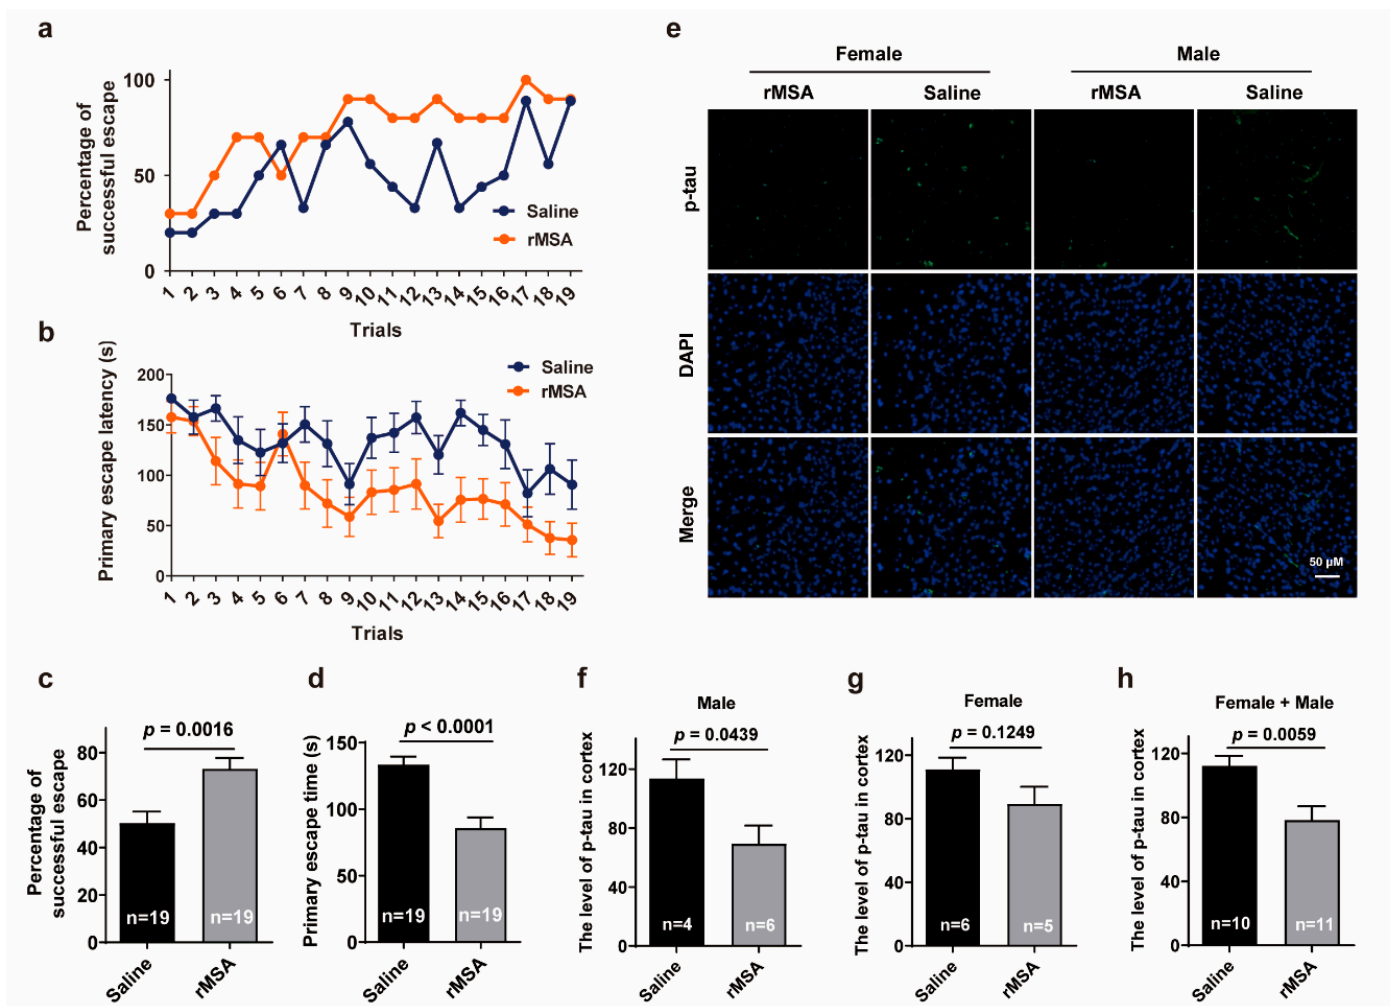 a
Percentage of
successful escape
100
50
0
Saline
rMSA
1 2 3 4 5 6 7 8 9 10 11 12 13 14 15 16 17 18 19
Trials
b
Primary escape latency (s)
200
150
100
50
0
Saline
rMSA
1 2 3 4 5 6 7 8 9 10 11 12 13 14 15 16 17 18 19
Trials
e
Female Male
rMSA Saline rMSA Saline
p-tau
DAPI
Merge
50 μM
c
Percentage of
successful escape
80
60
40
20
0
p = 0.0016
n=19 n=19
Saline rMSA
d
Primary escape time (s)
150
100
50
0
p < 0.0001
n=19 n=19
Saline rMSA
f
Male
The level of p-tau in cortex
120
80
40
0
p = 0.0439
n=4 n=6
Saline rMSA
g
Female
The level of p-tau in cortex
120
80
40
0
p = 0.1249
n=6 n=5
Saline rMSA
h
Female + Male
The level of p-tau in cortex
120
80
40
0
p = 0.0059
n=10 n=11
Saline rMSA